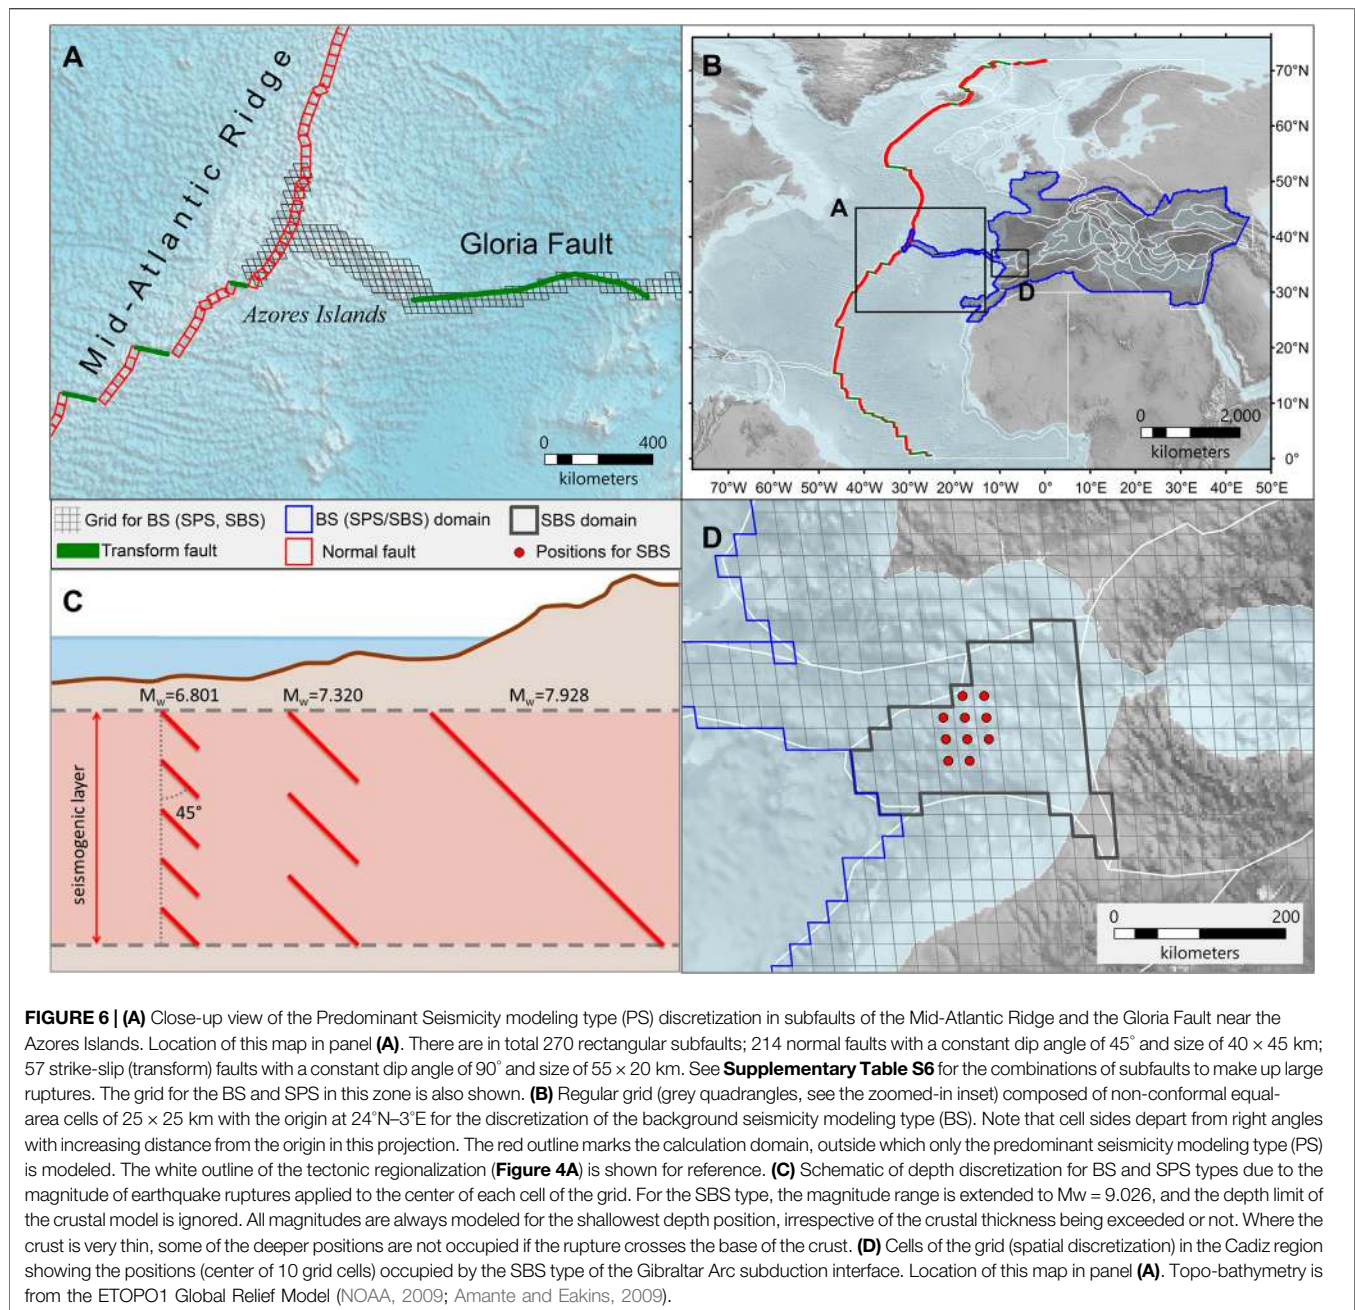 A
Mid-Atlantic Ridge
Gloria Fault
Azores Islands
0 400
kilometers
B
A
D
70°N
60°N
50°N
40°N
30°N
20°N
10°N
0°
0 2,000
kilometers
70°W 60°W 50°W 40°W 30°W 20°W 10°W 0° 10°E 20°E 30°E 40°E 50°E
Grid for BS (SPS, SBS) BS (SPS/SBS) domain SBS domain
Transform fault Normal fault Positions for SBS
C
Mw=6.801 Mw=7.320 Mw=7.928
seismogenic layer
45°
D
0 200
kilometers
FIGURE 6 | (A) Close-up view of the Predominant Seismicity modeling type (PS) discretization in subfaults of the Mid-Atlantic Ridge and the Gloria Fault near the
Azores Islands. Location of this map in panel (A). There are in total 270 rectangular subfaults; 214 normal faults with a constant dip angle of 45° and size of 40 × 45 km;
57 strike-slip (transform) faults with a constant dip angle of 90° and size of 55 × 20 km. See Supplementary Table S6 for the combinations of subfaults to make up large
ruptures. The grid for the BS and SPS in this zone is also shown. (B) Regular grid (grey quadrangles, see the zoomed-in inset) composed of non-conformal equal-
area cells of 25 × 25 km with the origin at 24°N–3°E for the discretization of the background seismicity modeling type (BS). Note that cell sides depart from right angles
with increasing distance from the origin in this projection. The red outline marks the calculation domain, outside which only the predominant seismicity modeling type (PS)
is modeled. The white outline of the tectonic regionalization (Figure 4A) is shown for reference. (C) Schematic of depth discretization for BS and SPS types due to the
magnitude of earthquake ruptures applied to the center of each cell of the grid. For the SBS type, the magnitude range is extended to Mw = 9.026, and the depth limit of
the crustal model is ignored. All magnitudes are always modeled for the shallowest depth position, irrespective of the crustal thickness being exceeded or not. Where the
crust is very thin, some of the deeper positions are not occupied if the rupture crosses the base of the crust. (D) Cells of the grid (spatial discretization) in the Cadiz region
showing the positions (center of 10 grid cells) occupied by the SBS type of the Gibraltar Arc subduction interface. Location of this map in panel (A). Topo-bathymetry is
from the ETOPO1 Global Relief Model (NOAA, 2009; Amante and Eakins, 2009).